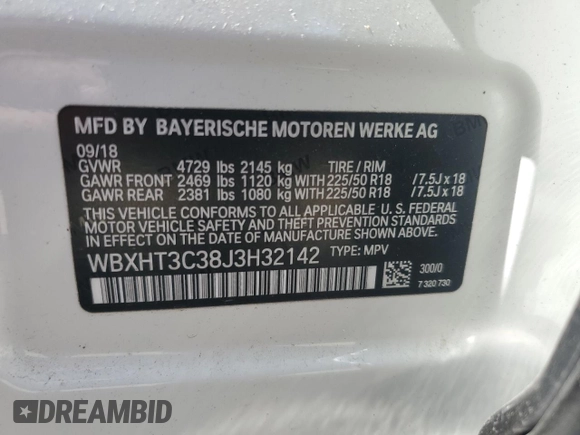 MFD BY BAYERISCHE MOTOREN WERKE AG
09/18
GVWR 4729 lbs 2145 kg TIRE / RIM
GAWR FRONT 2469 lbs 1120 kg WITH 225/50 R18 /7.5J x 18
GAWR REAR 2381 lbs 1080 kg WITH 225/50 R18 /7.5J x 18
THIS VEHICLE CONFORMS TO ALL APPLICABLE U. S. FEDERAL
MOTOR VEHICLE SAFETY AND THEFT PREVENTION STANDARDS
IN EFFECT ON THE DATE OF MANUFACTURE SHOWN ABOVE.
WBXHT3C38J3H32142 TYPE: MPV
300/0
7 320 730
DREAMBID